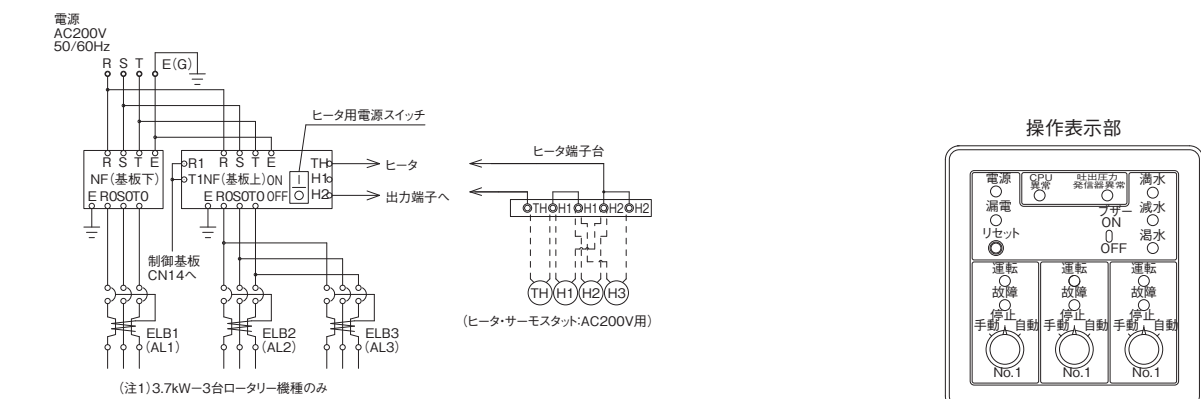 電源
AC200V
50/60Hz
R S T E(G)
ヒータ用電源スイッチ
R S T E
NF(基板下)
E R0S0T0
R1 R S T E TH
T1 NF(基板上) ON H1
E R0S0T0 OFF H2
ヒータ
出力端子へ
制御基板
CN14へ
ELB1
(AL1)
ELB2
(AL2)
ELB3
(AL3)
(注1)3.7kW−3台ロータリー機種のみ
ヒータ端子台
TH H1 H1 H2 H2
TH H1 H2 H3
(ヒータ・サーモスタット:AC200V用)
操作表示部
電源
漏電
リセット
CPU
異常
吐出圧力
発信器異常
ブザー
ON
OFF
満水
減水
渇水
運転 運転 運転
故障 故障 故障
停止 停止 停止
手動 自動 手動 自動 手動 自動
No.1 No.1 No.1